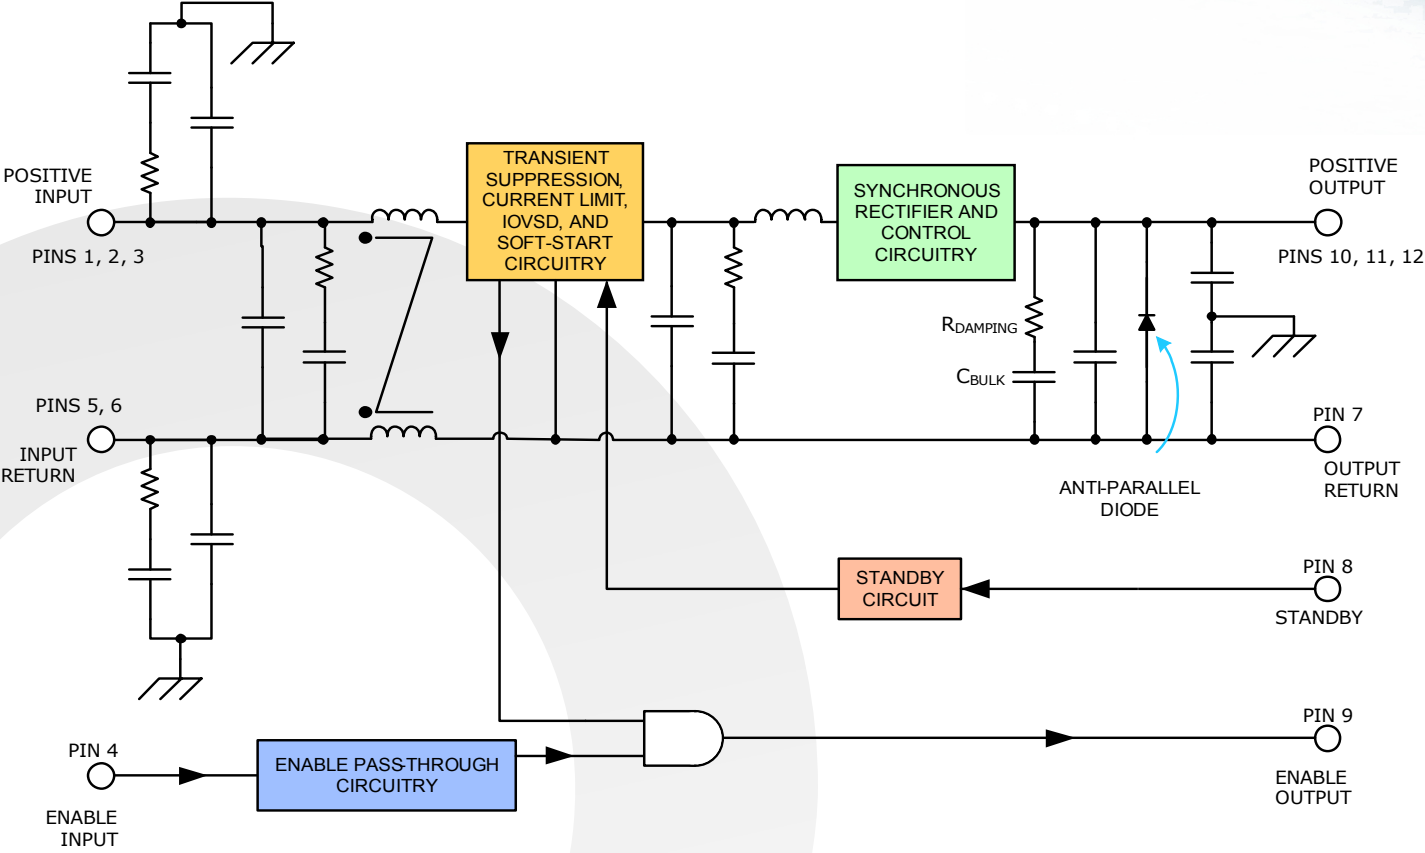 POSITIVE
INPUT
PINS 1, 2, 3
TRANSIENT
SUPPRESSION,
CURRENT LIMIT,
IOVSD, AND
SOFT-START
CIRCUITRY
SYNCHRONOUS
RECTIFIER AND
CONTROL
CIRCUITRY
POSITIVE
OUTPUT
PINS 10, 11, 12
RDAMPING
CBULK
PINS 5, 6
INPUT
RETURN
PIN 7
OUTPUT
RETURN
ANTI-PARALLEL
DIODE
STANDBY
CIRCUIT
PIN 8
STANDBY
PIN 4
ENABLE
INPUT
ENABLE PASS-THROUGH
CIRCUITRY
PIN 9
ENABLE
OUTPUT